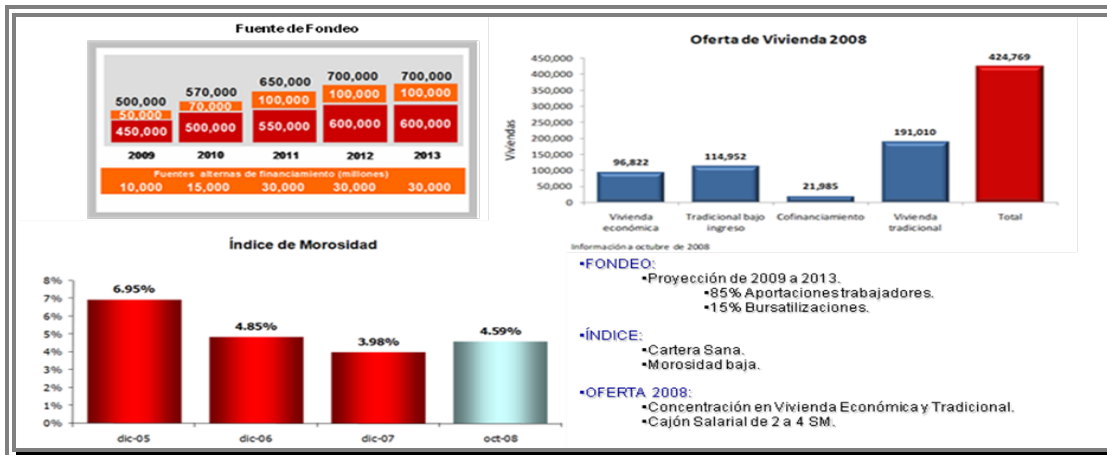 Fuente de Fondeo
500,000 570,000 650,000 700,000 700,000
50,000 70,000 100,000 100,000 100,000
450,000 500,000 550,000 600,000 600,000
2009 2010 2011 2012 2013
Fuentes alternas de financiamiento (millones)
10,000 15,000 30,000 30,000 30,000
Oferta de Vivienda 2008
Viviendas
450,000
400,000
350,000
300,000
250,000
200,000
150,000
100,000
50,000
0
96,822
114,952
21,985
191,010
424,769
Vivienda económica
Tradicional bajo ingreso
Cofinanciamiento
Vivienda tradicional
Total
Información a octubre de 2008
Índice de Morosidad
8%
7%
6%
5%
4%
3%
2%
1%
0%
6.95%
4.85%
3.98%
4.59%
dic-05 dic-06 dic-07 oct-08
▪FONDEO:
▪Proyección de 2009 a 2013.
▪85% Aportaciones trabajadores.
▪15% Bursatilizaciones.
▪ÍNDICE:
▪Cartera Sana.
▪Morosidad baja.
▪OFERTA 2008:
▪Concentración en Vivienda Económica y Tradicional.
▪Cajón Salarial de 2 a 4 SM.